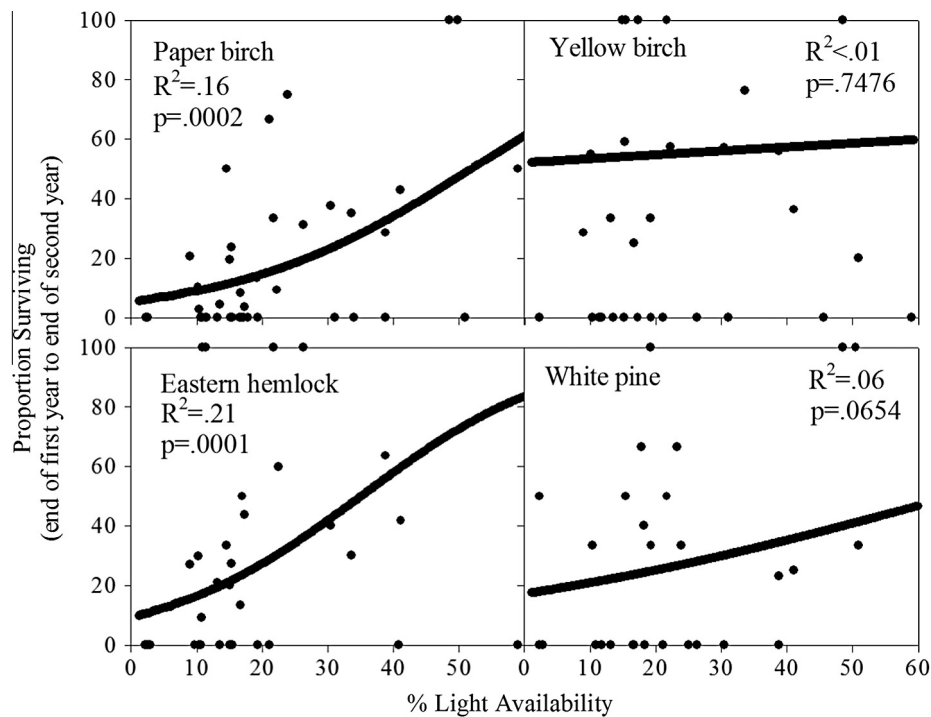 100
80
60
40
20
0
Paper birch
R²=.16
p=.0002
Yellow birch
R²<.01
p=.7476
Proportion Surviving
(end of first year to end of second year)
100
80
60
40
20
0
Eastern hemlock
R²=.21
p=.0001
White pine
R²=.06
p=.0654
0 10 20 30 40 50 0 10 20 30 40 50 60
% Light Availability